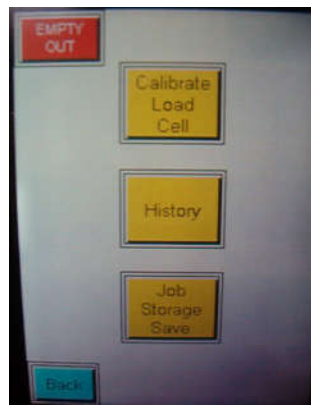 EMPTY
OUT
Calibrate
Load
Cell
History
Job
Storage
Save
Back